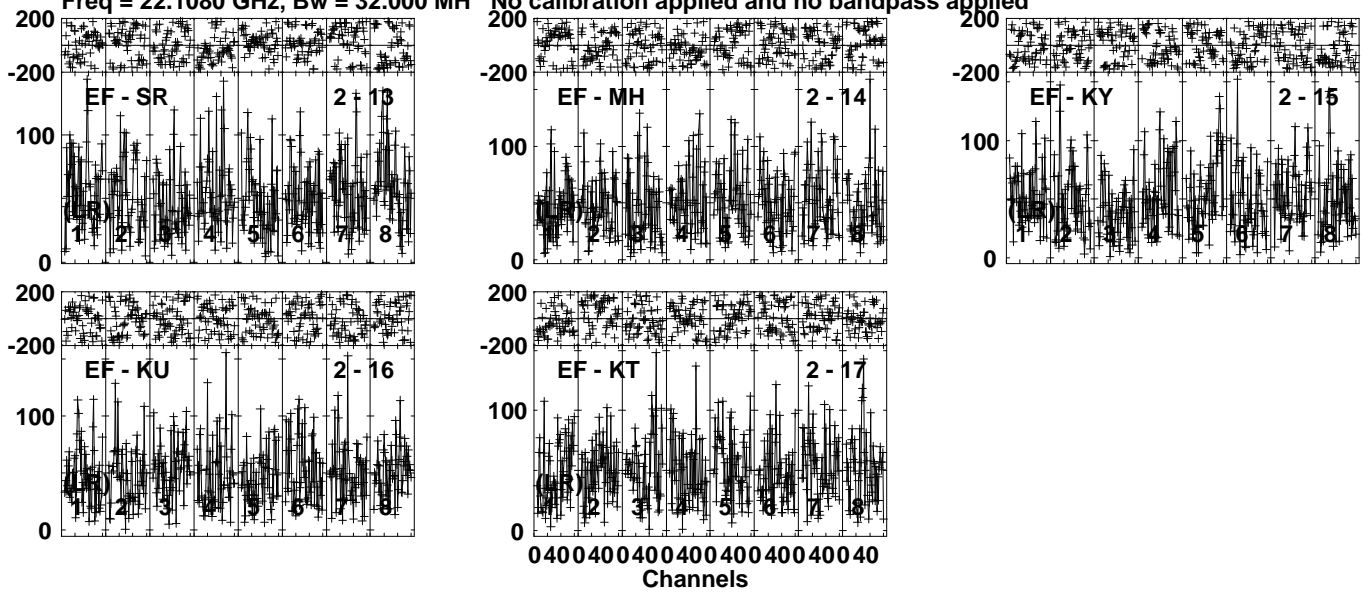 Freq = 22.1080 GHz, Bw = 32.000 MH No calibration applied and no bandpass applied
200
-200
EF - SR 2 - 13
100
(LR)
1 2 3 4 5 6 7 8
0
200
-200
EF - MH 2 - 14
100
(LR)
1 2 3 4 5 6 7 8
0
200
-200
EF - KY 2 - 15
100
(LR)
1 2 3 4 5 6 7 8
0
200
-200
EF - KU 2 - 16
100
(LR)
1 2 3 4 5 6 7 8
0
200
-200
EF - KT 2 - 17
100
(LR)
1 2 3 4 5 6 7 8
0
0 40 0 40 0 40 0 40 0 40 0 40 0 40 0 40
Channels